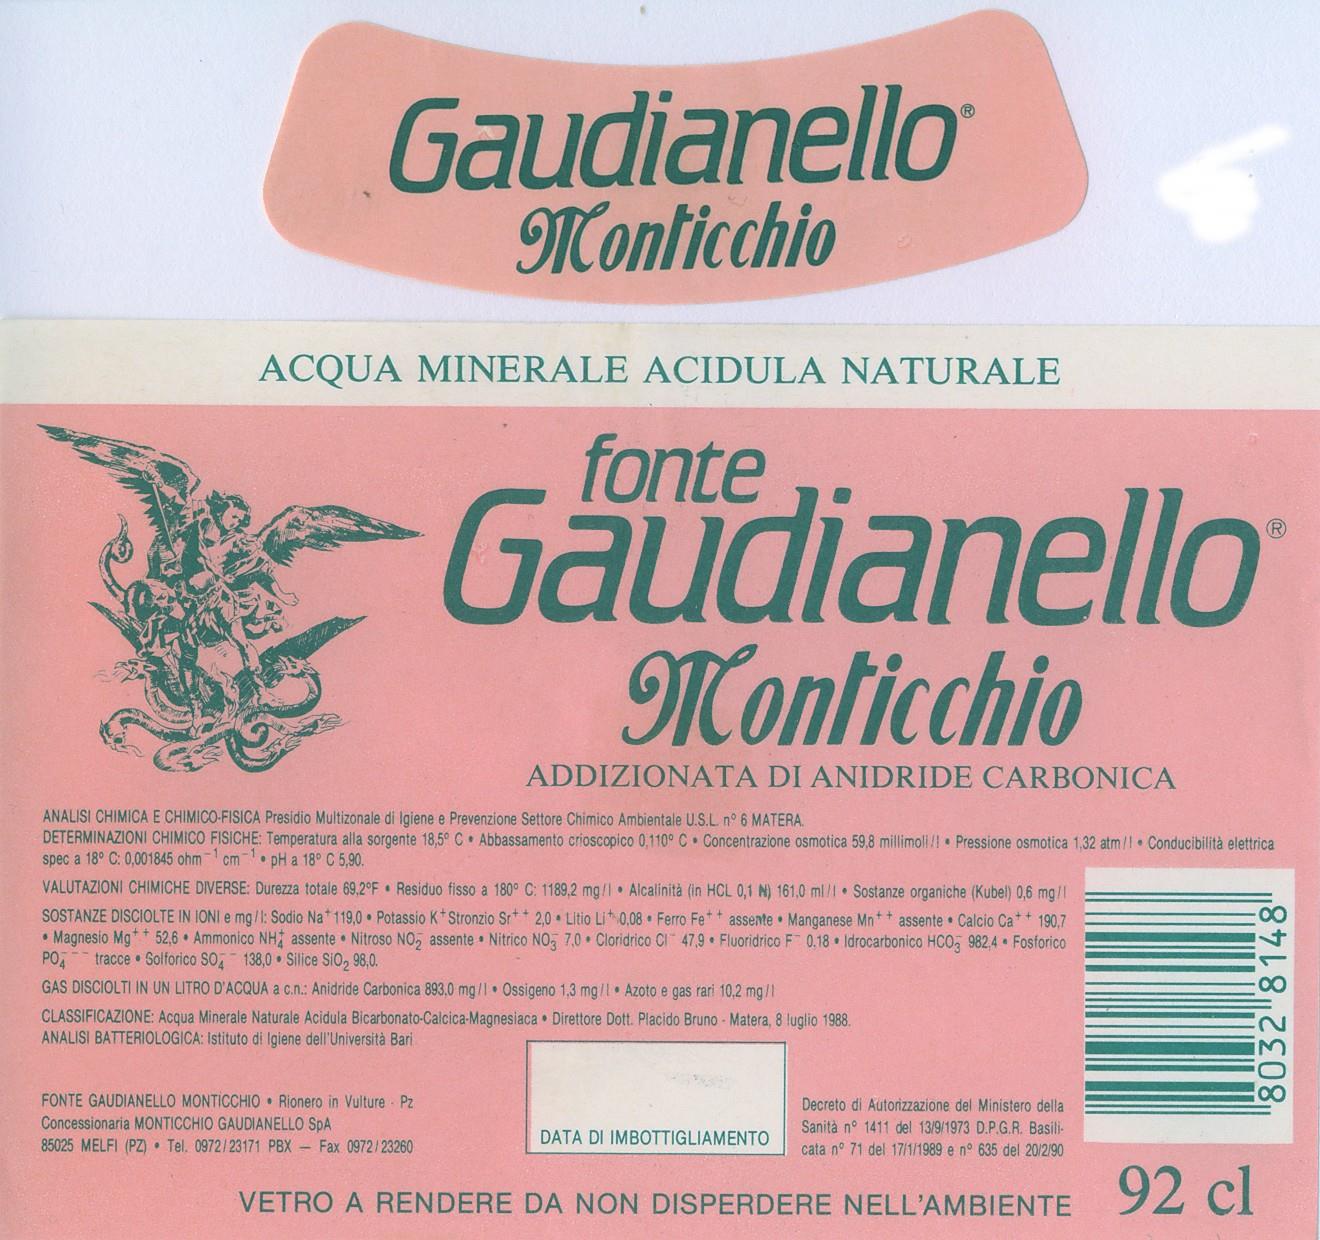 Gaudianello®
Monticchio
ACQUA MINERALE ACIDULA NATURALE
fonte
Gaudianello®
Monticchio
ADDIZIONATA DI ANIDRIDE CARBONICA
ANALISI CHIMICA E CHIMICO-FISICA Presidio Multizonale di Igiene e Prevenzione Settore Chimico Ambientale U.S.L. n° 6 MATERA.
DETERMINAZIONI CHIMICO FISICHE: Temperatura alla sorgente 18,5° C • Abbassamento crioscopico 0,110° C • Concentrazione osmotica 59,8 millimoli/l • Pressione osmotica 1,32 atm/l • Conducibilità elettrica
spec a 18° C: 0,001845 ohm⁻¹ cm⁻¹ • pH a 18° C 5,90.
VALUTAZIONI CHIMICHE DIVERSE: Durezza totale 69,2°F • Residuo fisso a 180° C: 1189,2 mg/l • Alcalinità (in HCL 0,1 N) 161,0 ml/l • Sostanze organiche (Kubel) 0,6 mg/l
SOSTANZE DISCIOLTE IN IONI e mg/l: Sodio Na⁺ 119,0 • Potassio K⁺ Stronzio Sr⁺⁺ 2,0 • Litio Li⁺ 0,08 • Ferro Fe⁺⁺ assente • Manganese Mn⁺⁺ assente • Calcio Ca⁺⁺ 190,7
• Magnesio Mg⁺⁺ 52,6 • Ammonico NH₄⁺ assente • Nitroso NO₂⁻ assente • Nitrico NO₃⁻ 7,0 • Cloridrico Cl⁻ 47,9 • Fluoridrico F⁻ 0,18 • Idrocarbonico HCO₃⁻ 982,4 • Fosforico
PO₄⁻⁻⁻ tracce • Solforico SO₄⁻⁻ 138,0 • Silice SiO₂ 98,0.
GAS DISCIOLTI IN UN LITRO D'ACQUA a c.n.: Anidride Carbonica 893,0 mg/l • Ossigeno 1,3 mg/l • Azoto e gas rari 10,2 mg/l
CLASSIFICAZIONE: Acqua Minerale Naturale Acidula Bicarbonato-Calcica-Magnesiaca • Direttore Dott. Placido Bruno - Matera, 8 luglio 1988.
ANALISI BATTERIOLOGICA: Istituto di Igiene dell'Università Bari
FONTE GAUDIANELLO MONTICCHIO • Rionero in Vulture - Pz
Concessionaria MONTICCHIO GAUDIANELLO SpA
85025 MELFI (PZ) • Tel. 0972/23171 PBX — Fax 0972/23260
DATA DI IMBOTTIGLIAMENTO
Decreto di Autorizzazione del Ministero della
Sanità n° 1411 del 13/9/1973 D.P.G.R. Basili-
cata n° 71 del 17/1/1989 e n° 635 del 20/2/90
8032 8148
VETRO A RENDERE DA NON DISPERDERE NELL'AMBIENTE
92 cl